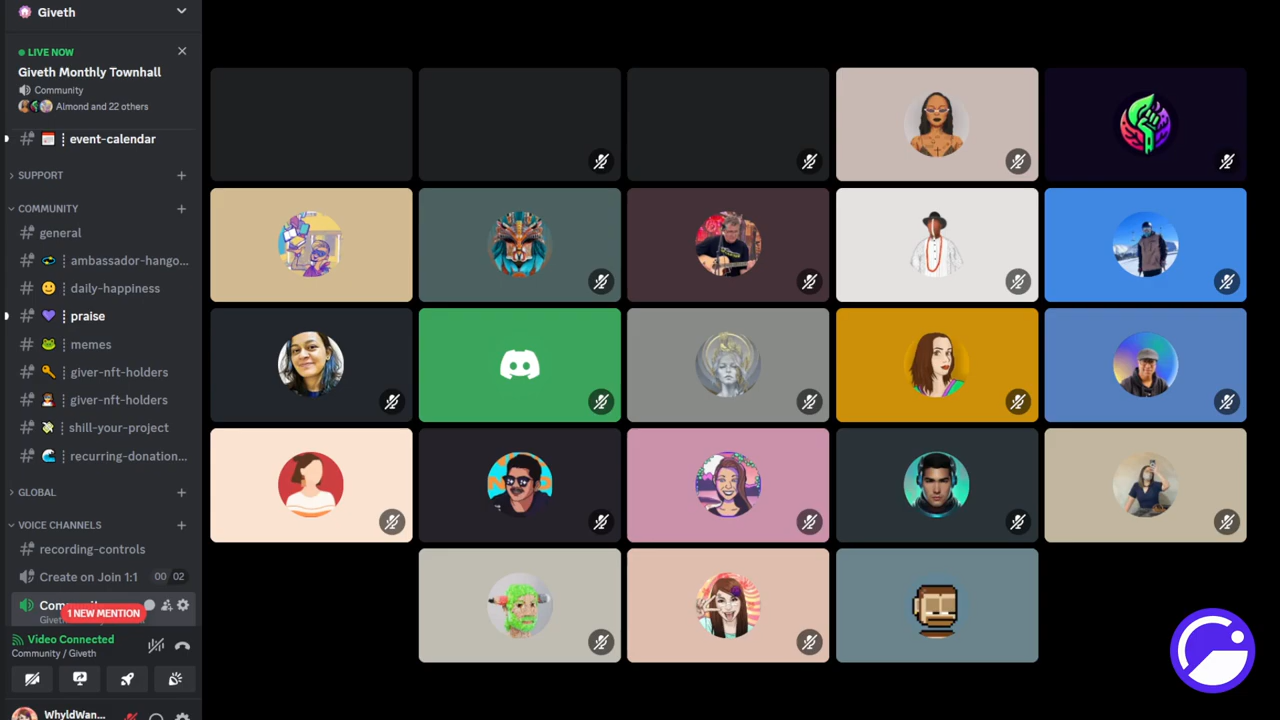 Giveth
LIVE NOW
Giveth Monthly Townhall
Community
Almond and 22 others
event-calendar
SUPPORT
COMMUNITY
general
ambassador-hango...
daily-happiness
praise
memes
giver-nft-holders
giver-nft-holders
shill-your-project
recurring-donation...
GLOBAL
VOICE CHANNELS
recording-controls
Create on Join 1:1 00 02
1 NEW MENTION
Video Connected
Community / Giveth
WhyldWan...